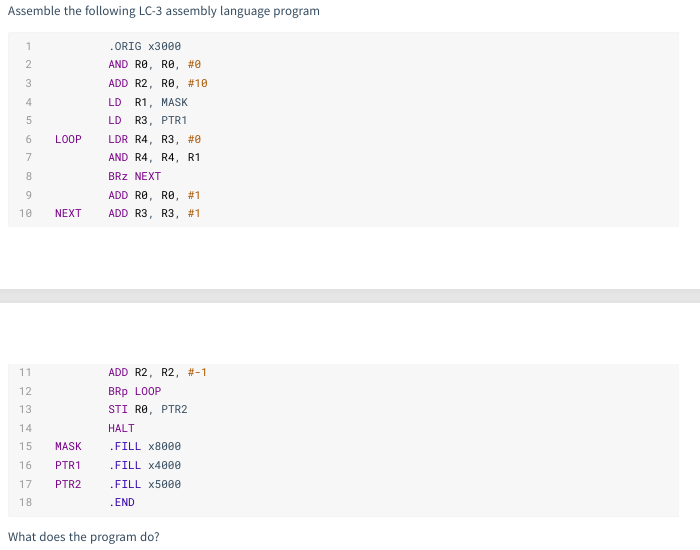 Assemble the following LC-3 assembly language program
1 .ORIG x3000
2 AND R0, R0, #0
3 ADD R2, R0, #10
4 LD R1, MASK
5 LD R3, PTR1
6 LOOP LDR R4, R3, #0
7 AND R4, R4, R1
8 BRz NEXT
9 ADD R0, R0, #1
10 NEXT ADD R3, R3, #1
11 ADD R2, R2, #-1
12 BRp LOOP
13 STI R0, PTR2
14 HALT
15 MASK .FILL x8000
16 PTR1 .FILL x4000
17 PTR2 .FILL x5000
18 .END
What does the program do?